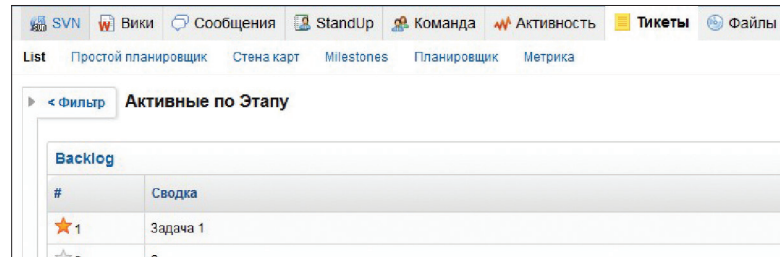 SVN Вики Сообщения StandUp Команда Активность Тикеты Файлы
List Простой планировщик Стена карт Milestones Планировщик Метрика
< Фильтр Активные по Этапу
Backlog
# Сводка
1 Задача 1